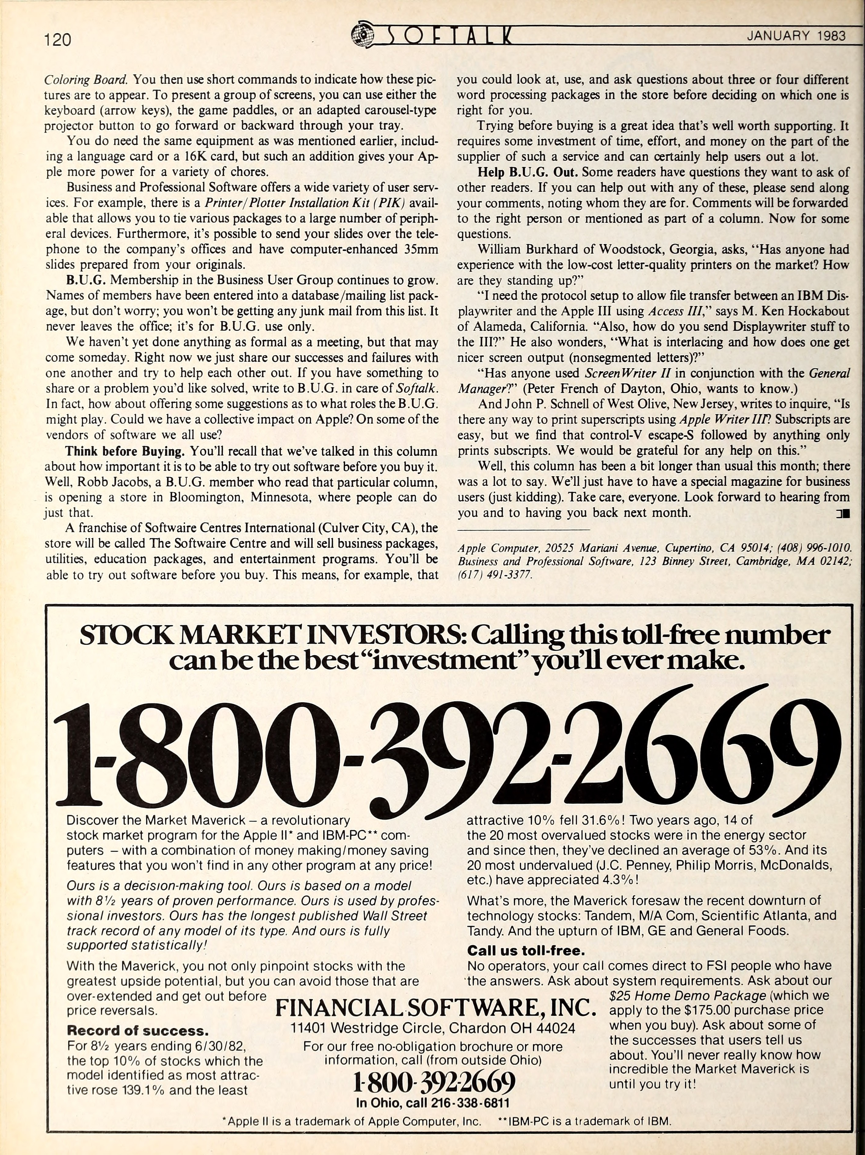 120
SOFTALK
JANUARY 1983
Coloring Board. You then use short commands to indicate how these pic-
tures are to appear. To present a group of screens, you can use either the
keyboard (arrow keys), the game paddles, or an adapted carousel-type
projector button to go forward or backward through your tray.
You do need the same equipment as was mentioned earlier, includ-
ing a language card or a 16K card, but such an addition gives your Ap-
ple more power for a variety of chores.
Business and Professional Software offers a wide variety of user serv-
ices. For example, there is a Printer/Plotter Installation Kit (PIK) avail-
able that allows you to tie various packages to a large number of periph-
eral devices. Furthermore, it's possible to send your slides over the tele-
phone to the company's offices and have computer-enhanced 35mm
slides prepared from your originals.
B.U.G. Membership in the Business User Group continues to grow.
Names of members have been entered into a database/mailing list pack-
age, but don't worry; you won't be getting any junk mail from this list. It
never leaves the office; it's for B.U.G. use only.
We haven't yet done anything as formal as a meeting, but that may
come someday. Right now we just share our successes and failures with
one another and try to help each other out. If you have something to
share or a problem you'd like solved, write to B.U.G. in care of Softalk.
In fact, how about offering some suggestions as to what roles the B.U.G.
might play. Could we have a collective impact on Apple? On some of the
vendors of software we all use?
Think before Buying. You'll recall that we've talked in this column
about how important it is to be able to try out software before you buy it.
Well, Robb Jacobs, a B.U.G. member who read that particular column,
is opening a store in Bloomington, Minnesota, where people can do
just that.
A franchise of Softwaire Centres International (Culver City, CA), the
store will be called The Softwaire Centre and will sell business packages,
utilities, education packages, and entertainment programs. You'll be
able to try out software before you buy. This means, for example, that
you could look at, use, and ask questions about three or four different
word processing packages in the store before deciding on which one is
right for you.
Trying before buying is a great idea that's well worth supporting. It
requires some investment of time, effort, and money on the part of the
supplier of such a service and can certainly help users out a lot.
Help B.U.G. Out. Some readers have questions they want to ask of
other readers. If you can help out with any of these, please send along
your comments, noting whom they are for. Comments will be forwarded
to the right person or mentioned as part of a column. Now for some
questions.
William Burkhard of Woodstock, Georgia, asks, "Has anyone had
experience with the low-cost letter-quality printers on the market? How
are they standing up?"
"I need the protocol setup to allow file transfer between an IBM Dis-
playwriter and the Apple III using Access III," says M. Ken Hockabout
of Alameda, California. "Also, how do you send Displaywriter stuff to
the III?" He also wonders, "What is interlacing and how does one get
nicer screen output (nonsegmented letters)?"
"Has anyone used ScreenWriter II in conjunction with the General
Manager?" (Peter French of Dayton, Ohio, wants to know.)
And John P. Schnell of West Olive, New Jersey, writes to inquire, "Is
there any way to print superscripts using Apple Writer III? Subscripts are
easy, but we find that control-V escape-S followed by anything only
prints subscripts. We would be grateful for any help on this."
Well, this column has been a bit longer than usual this month; there
was a lot to say. We'll just have to have a special magazine for business
users (just kidding). Take care, everyone. Look forward to hearing from
you and to having you back next month.
Apple Computer, 20525 Mariani Avenue, Cupertino, CA 95014; (408) 996-1010.
Business and Professional Software, 123 Binney Street, Cambridge, MA 02142;
(617) 491-3377.
STOCK MARKET INVESTORS: Calling this toll-free number
can be the best "investment" you'll ever make.
1-800-392-2669
Discover the Market Maverick – a revolutionary
stock market program for the Apple II* and IBM-PC** com-
puters – with a combination of money making/money saving
features that you won't find in any other program at any price!
Ours is a decision-making tool. Ours is based on a model
with 8½ years of proven performance. Ours is used by profes-
sional investors. Ours has the longest published Wall Street
track record of any model of its type. And ours is fully
supported statistically!
With the Maverick, you not only pinpoint stocks with the
greatest upside potential, but you can avoid those that are
over-extended and get out before
price reversals.
Record of success.
For 8½ years ending 6/30/82,
the top 10% of stocks which the
model identified as most attrac-
tive rose 139.1% and the least
attractive 10% fell 31.6%! Two years ago, 14 of
the 20 most overvalued stocks were in the energy sector
and since then, they've declined an average of 53%. And its
20 most undervalued (J.C. Penney, Philip Morris, McDonalds,
etc.) have appreciated 4.3%!
What's more, the Maverick foresaw the recent downturn of
technology stocks: Tandem, M/A Com, Scientific Atlanta, and
Tandy. And the upturn of IBM, GE and General Foods.
Call us toll-free.
No operators, your call comes direct to FSI people who have
the answers. Ask about system requirements. Ask about our
$25 Home Demo Package (which we
apply to the $175.00 purchase price
when you buy). Ask about some of
the successes that users tell us
about. You'll never really know how
incredible the Market Maverick is
until you try it!
FINANCIAL SOFTWARE, INC.
11401 Westridge Circle, Chardon OH 44024
For our free no-obligation brochure or more
information, call (from outside Ohio)
1-800-392-2669
In Ohio, call 216-338-6811
*Apple II is a trademark of Apple Computer, Inc. **IBM-PC is a trademark of IBM.